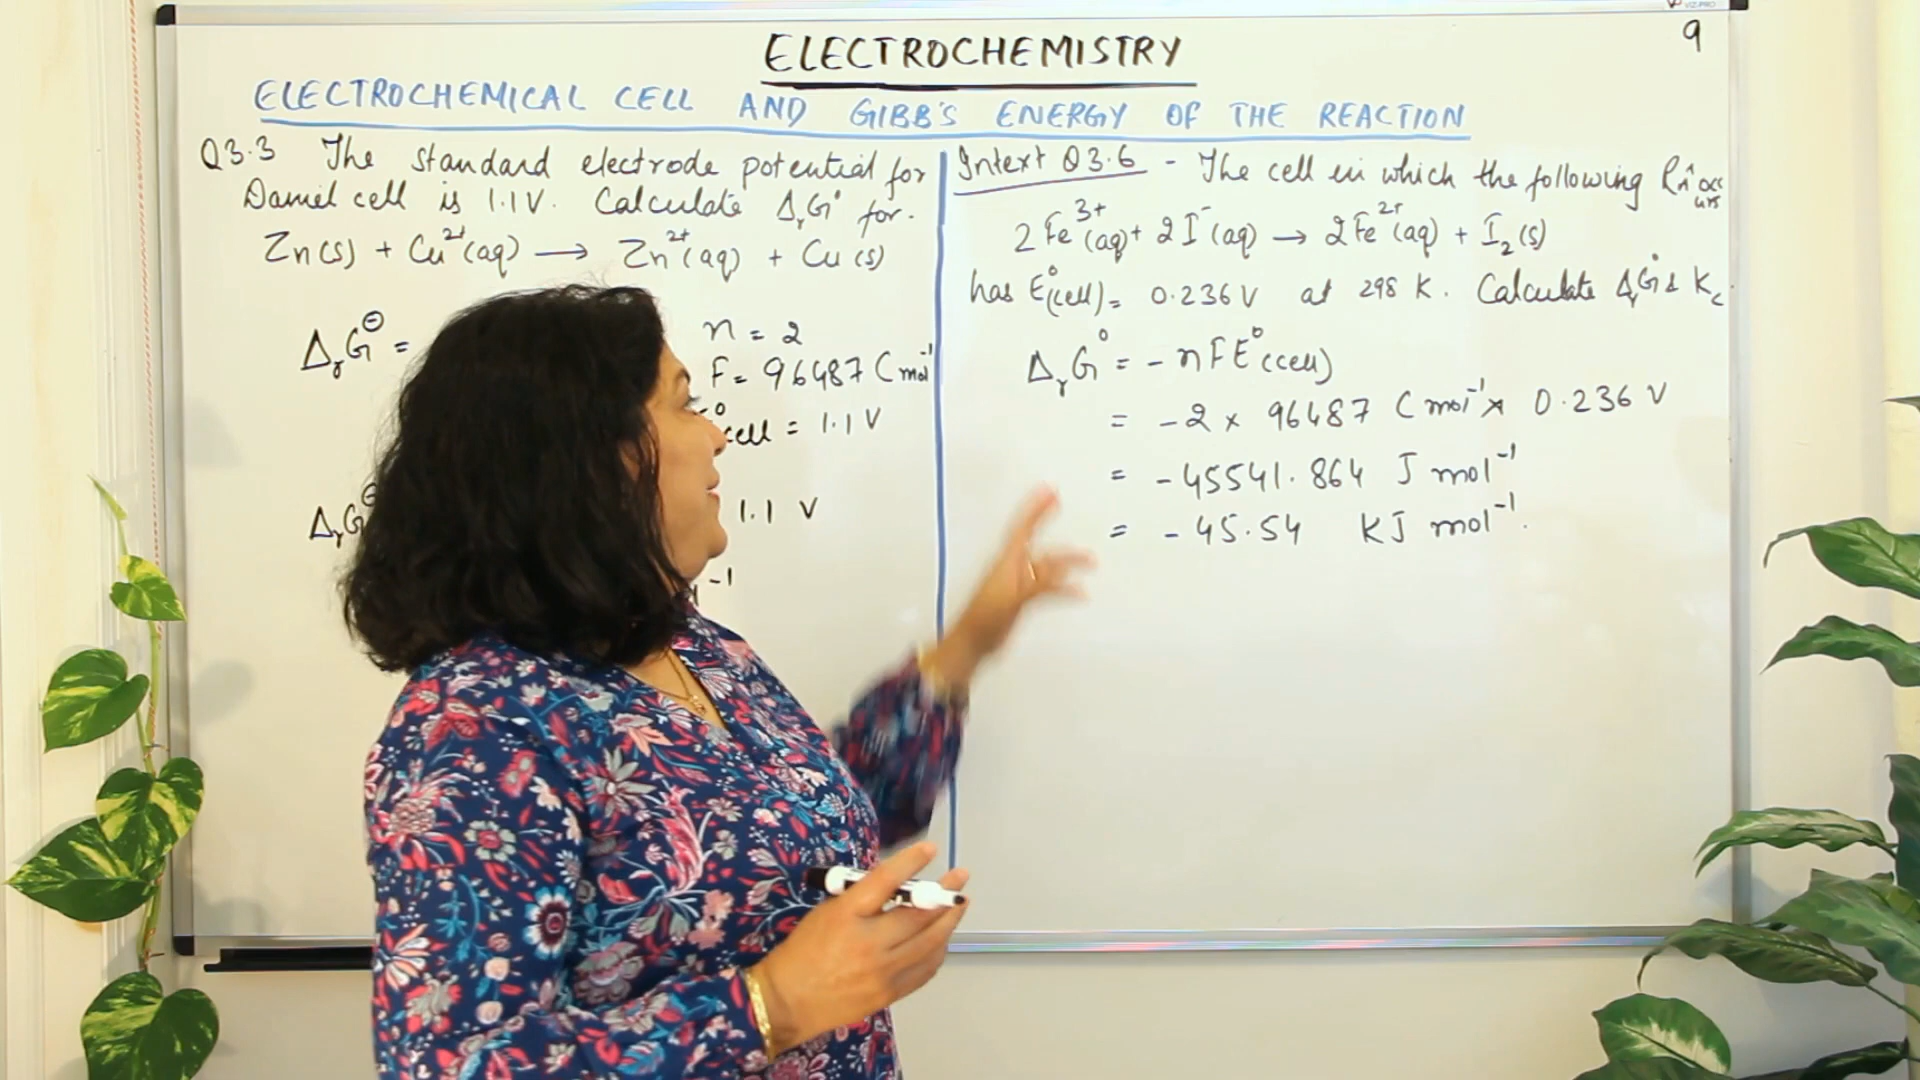 VIZ-PRO
9
ELECTROCHEMISTRY
ELECTROCHEMICAL CELL AND GIBB'S ENERGY OF THE REACTION
Q3.3 The standard electrode potential for
Daniel cell is 1.1V. Calculate ΔrG° for.
Zn(s) + Cu²⁺(aq) → Zn²⁺(aq) + Cu(s)
ΔrG⊖ =
n = 2
F = 96487 C mol⁻¹
cell = 1.1 V
ΔrG
1.1 V
⁻¹
Intext Q3.6 - The cell in which the following Rxⁿ occurs
2Fe³⁺(aq) + 2I⁻(aq) → 2Fe²⁺(aq) + I₂(s)
has E°(cell) = 0.236 V at 298 K. Calculate ΔrG° & Kc.
ΔrG° = - nFE°(cell)
= -2 × 96487 C mol⁻¹ × 0.236 V
= -45541.864 J mol⁻¹
= -45.54 KJ mol⁻¹.